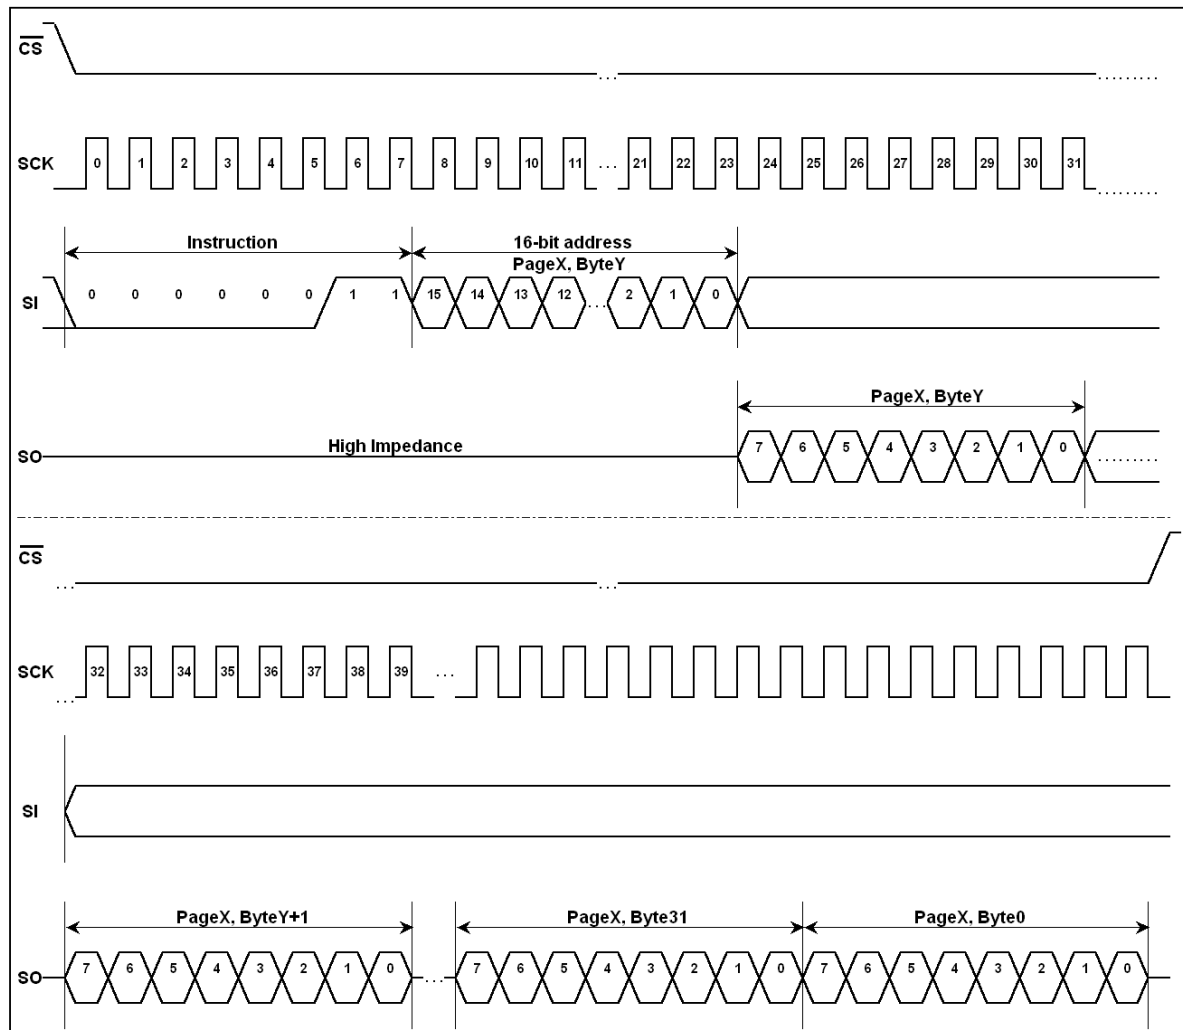 CS
...
.........
SCK
0 1 2 3 4 5 6 7 8 9 10 11 ... 21 22 23 24 25 26 27 28 29 30 31
.........
Instruction
16-bit address
PageX, ByteY
SI
0 0 0 0 0 0 1 1 15 14 13 12 ... 2 1 0
PageX, ByteY
High Impedance
SO
7 6 5 4 3 2 1 0 .........
CS
...
...
SCK
32 33 34 35 36 37 38 39 ...
...
SI
PageX, ByteY+1
PageX, Byte31
PageX, Byte0
SO
7 6 5 4 3 2 1 0 ... 7 6 5 4 3 2 1 0 7 6 5 4 3 2 1 0